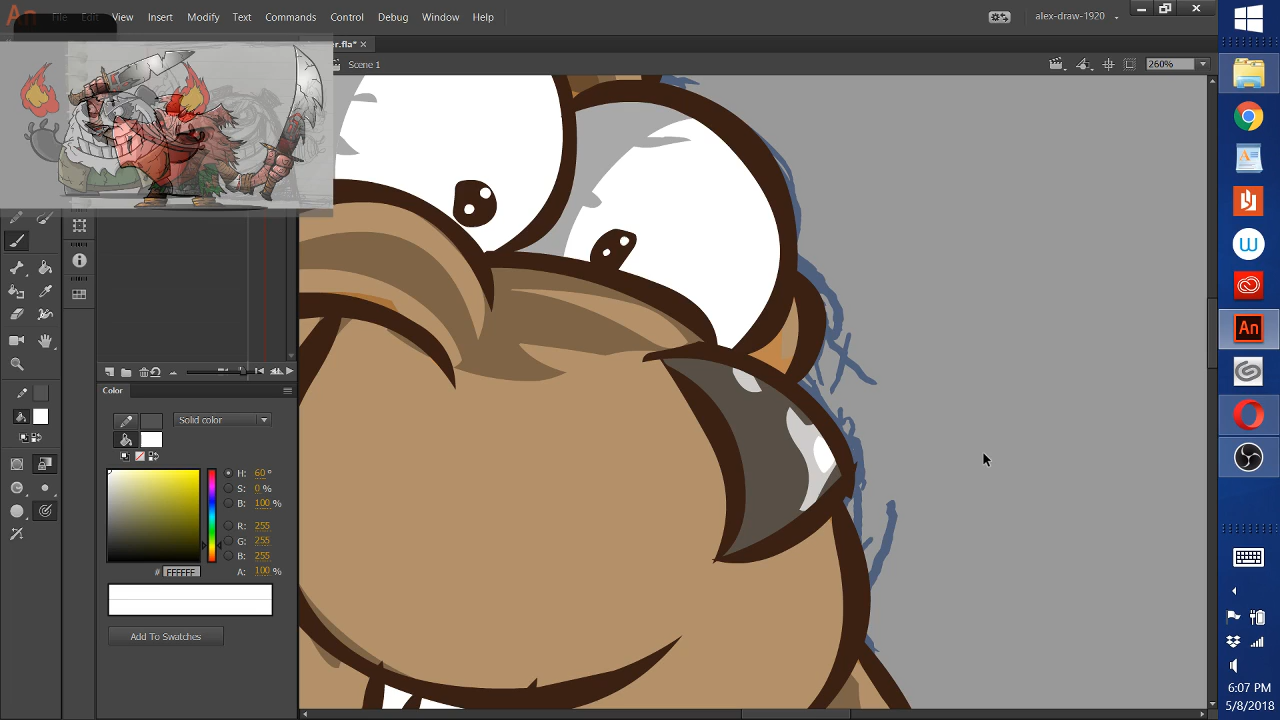 An File Edit View Insert Modify Text Commands Control Debug Window Help alex-draw-1920
er.fla* ×
Scene 1 260%
Color
Solid color
H: 60 °
S: 0 %
B: 100 %
R: 255
G: 255
B: 255
# FFFFFF A: 100 %
Add To Swatches
W
An
6:07 PM
5/8/2018